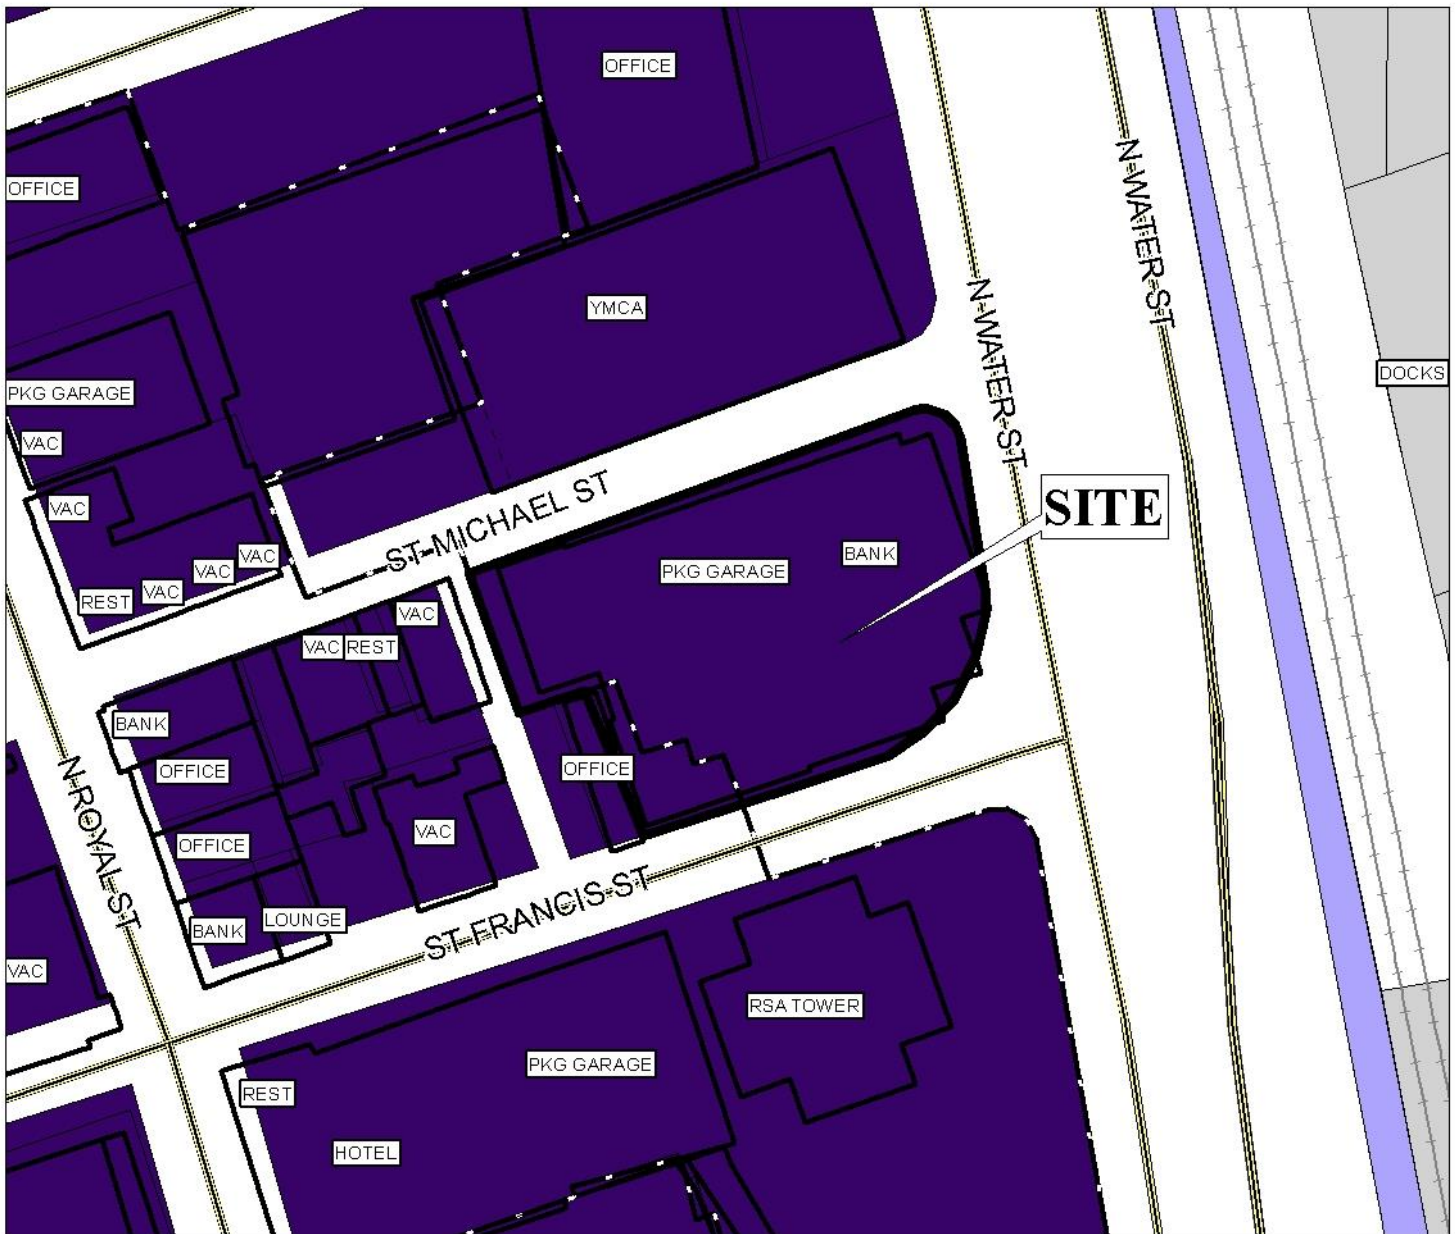 OFFICE
OFFICE
YMCA
N WATER ST
N WATER ST
DOCKS
PKG GARAGE
VAC
VAC
SITE
ST MICHAEL ST
BANK
PKG GARAGE
VAC
VAC
VAC
REST
VAC
VAC
REST
BANK
OFFICE
OFFICE
N ROYAL ST
VAC
OFFICE
LOUNGE
BANK
ST FRANCIS ST
VAC
RSA TOWER
PKG GARAGE
REST
HOTEL